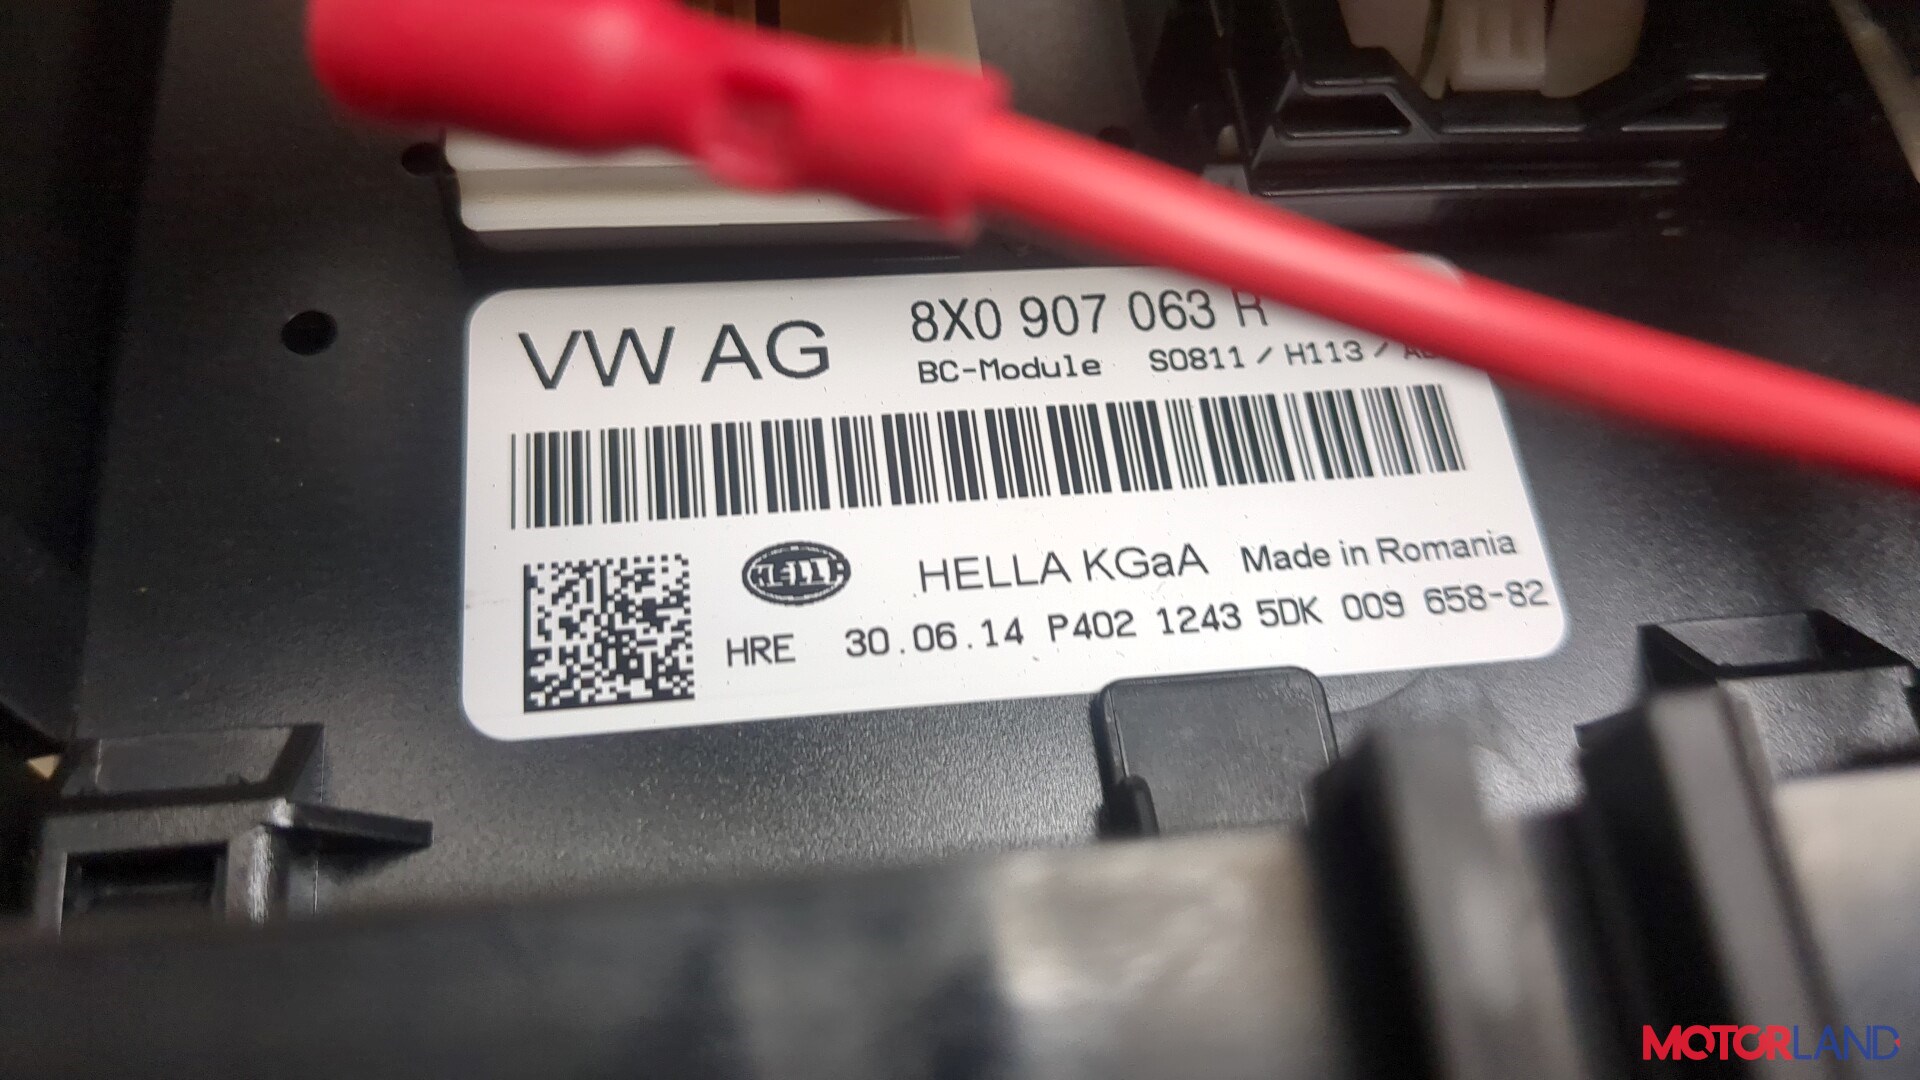 VW AG
8X0 907 063 R
BC-Module S0811 / H113 /
HELLA
HELLA KGaA Made in Romania
HRE 30.06.14 P402 1243 5DK 009 658-82
MOTORLAND